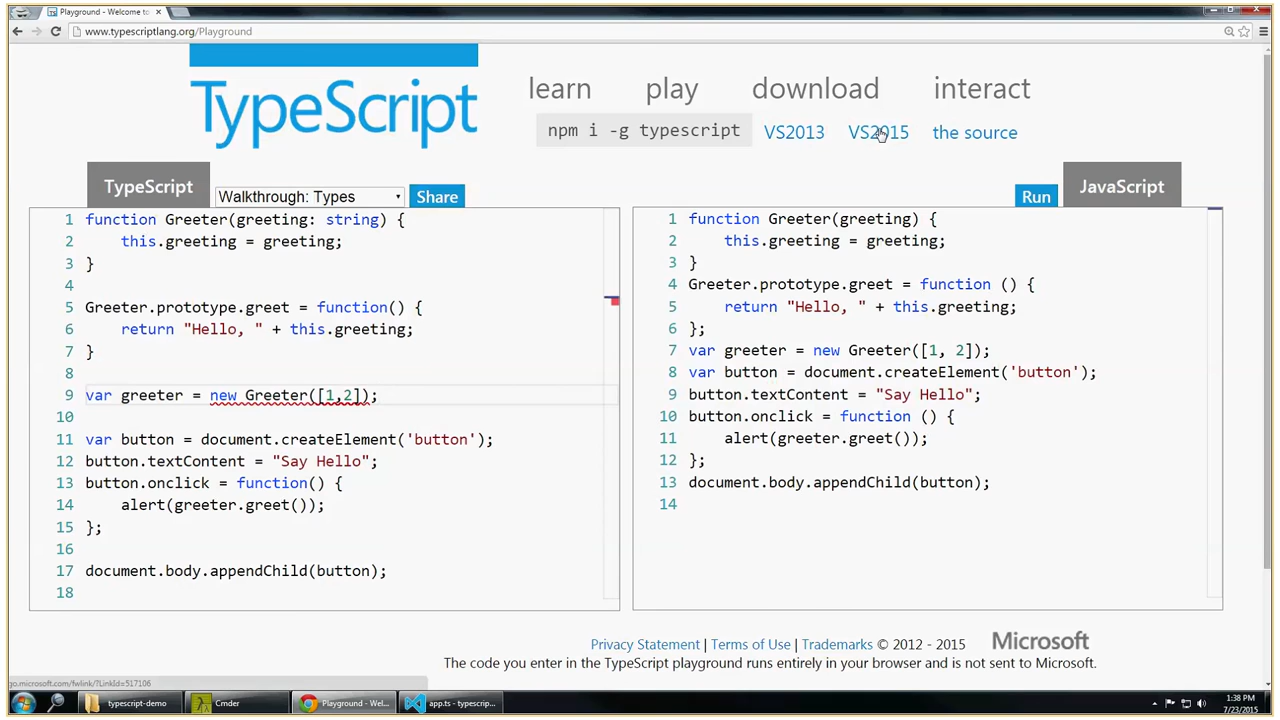 Playground - Welcome to
www.typescriptlang.org/Playground
TypeScript
learn play download interact
npm i -g typescript VS2013 VS2015 the source
TypeScript Walkthrough: Types Share Run JavaScript
1 function Greeter(greeting: string) {
2 this.greeting = greeting;
3 }
4
5 Greeter.prototype.greet = function() {
6 return "Hello, " + this.greeting;
7 }
8
9 var greeter = new Greeter([1,2]);
10
11 var button = document.createElement('button');
12 button.textContent = "Say Hello";
13 button.onclick = function() {
14 alert(greeter.greet());
15 };
16
17 document.body.appendChild(button);
18
1 function Greeter(greeting) {
2 this.greeting = greeting;
3 }
4 Greeter.prototype.greet = function () {
5 return "Hello, " + this.greeting;
6 };
7 var greeter = new Greeter([1, 2]);
8 var button = document.createElement('button');
9 button.textContent = "Say Hello";
10 button.onclick = function () {
11 alert(greeter.greet());
12 };
13 document.body.appendChild(button);
14
Privacy Statement | Terms of Use | Trademarks © 2012 - 2015 Microsoft
The code you enter in the TypeScript playground runs entirely in your browser and is not sent to Microsoft.
go.microsoft.com/fwlink/?LinkId=517106
typescript-demo Cmder Playground - Wel... app.ts - typescrip...
1:38 PM
7/23/2015